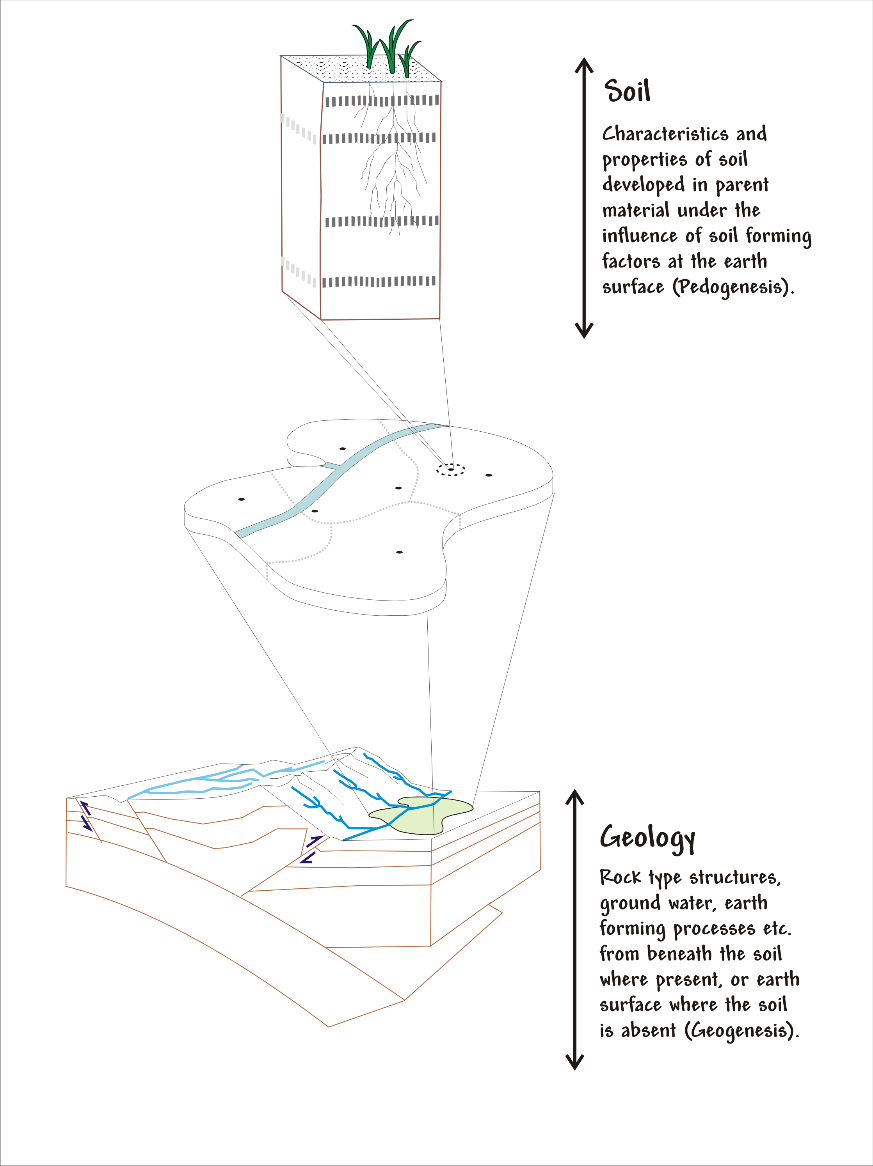 Soil
Characteristics and
properties of soil
developed in parent
material under the
influence of soil forming
factors at the earth
surface (Pedogenesis).
Geology
Rock type structures,
ground water, earth
forming processes etc.
from beneath the soil
where present, or earth
surface where the soil
is absent (Geogenesis).